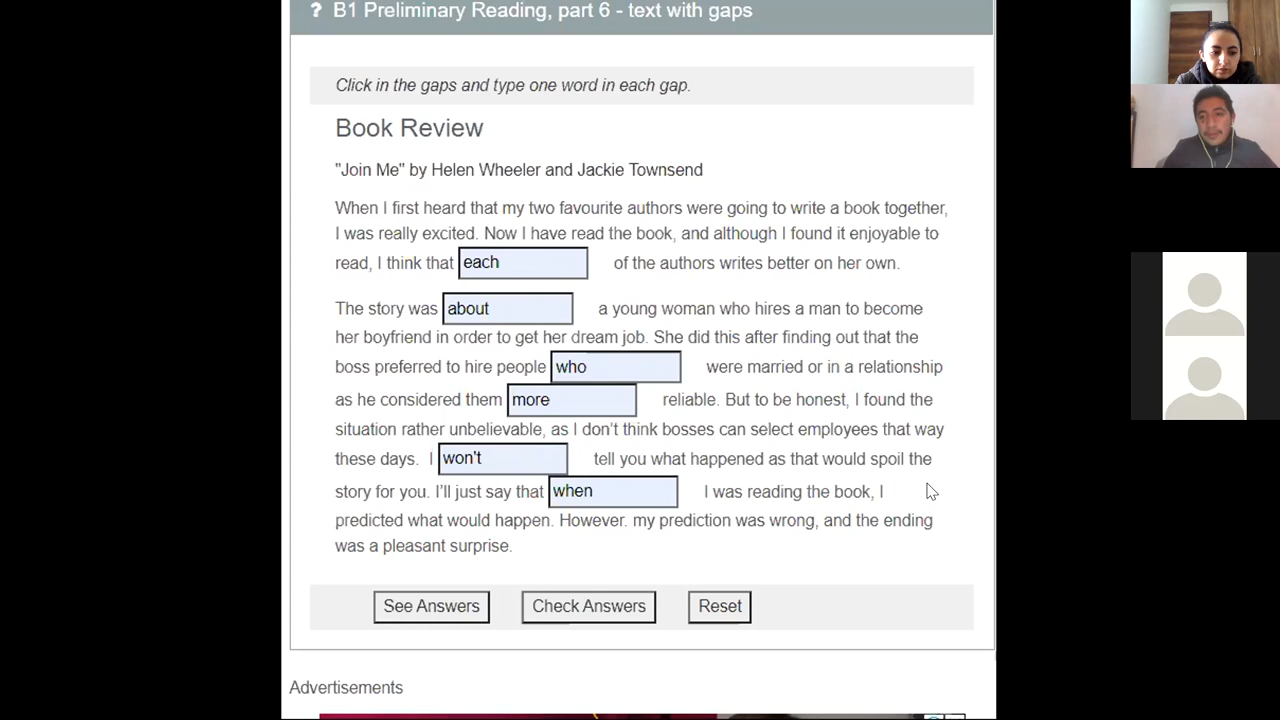 ? B1 Preliminary Reading, part 6 - text with gaps
Click in the gaps and type one word in each gap.
Book Review
"Join Me" by Helen Wheeler and Jackie Townsend
When I first heard that my two favourite authors were going to write a book together,
I was really excited. Now I have read the book, and although I found it enjoyable to
read, I think that each of the authors writes better on her own.
The story was about a young woman who hires a man to become
her boyfriend in order to get her dream job. She did this after finding out that the
boss preferred to hire people who were married or in a relationship
as he considered them more reliable. But to be honest, I found the
situation rather unbelievable, as I don't think bosses can select employees that way
these days. I won't tell you what happened as that would spoil the
story for you. I'll just say that when I was reading the book, I
predicted what would happen. However. my prediction was wrong, and the ending
was a pleasant surprise.
See Answers Check Answers Reset
Advertisements